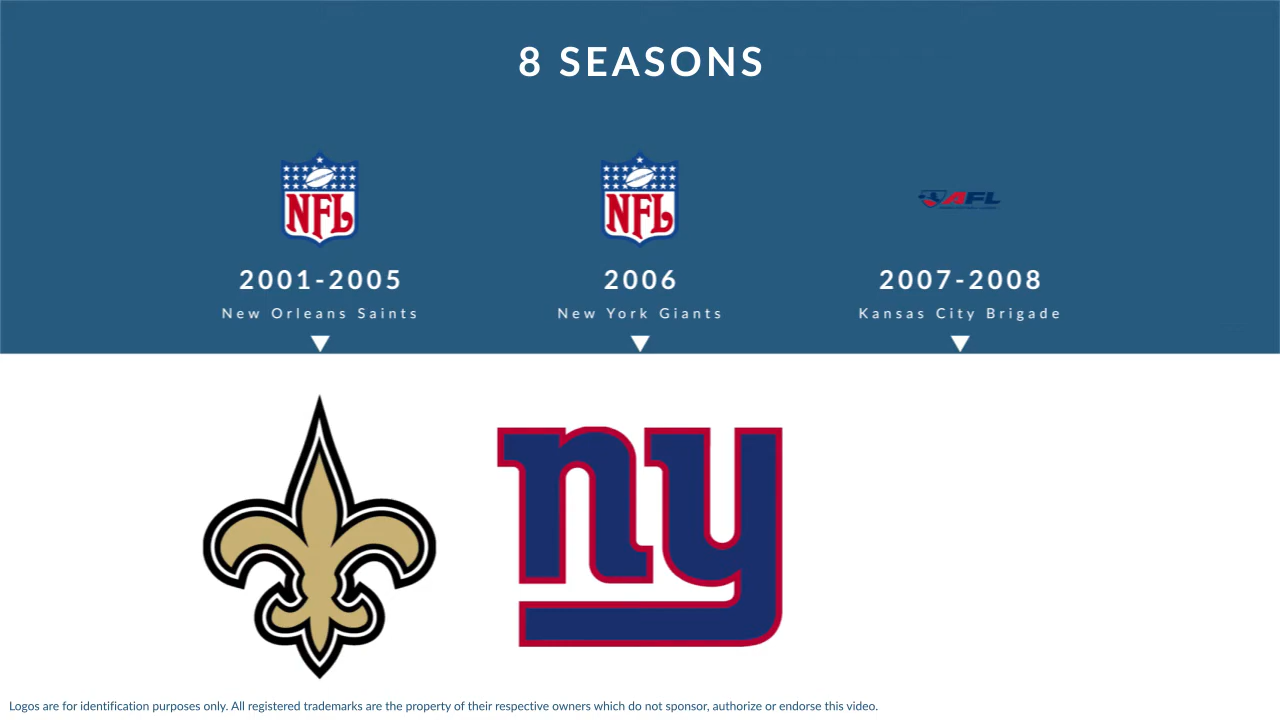 8 SEASONS
NFL NFL AFL
2001-2005 2006 2007-2008
New Orleans Saints New York Giants Kansas City Brigade
ny
Logos are for identification purposes only. All registered trademarks are the property of their respective owners which do not sponsor, authorize or endorse this video.